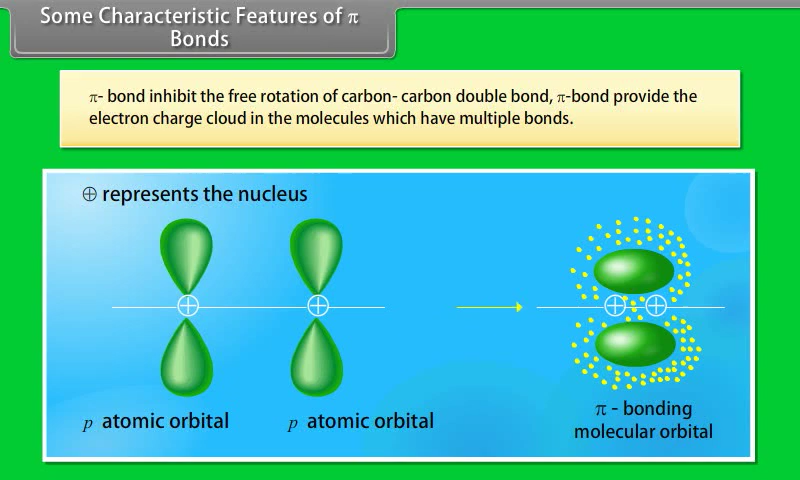 Some Characteristic Features of π
Bonds
π- bond inhibit the free rotation of carbon- carbon double bond, π-bond provide the
electron charge cloud in the molecules which have multiple bonds.
⊕ represents the nucleus
p atomic orbital
p atomic orbital
π - bonding
molecular orbital